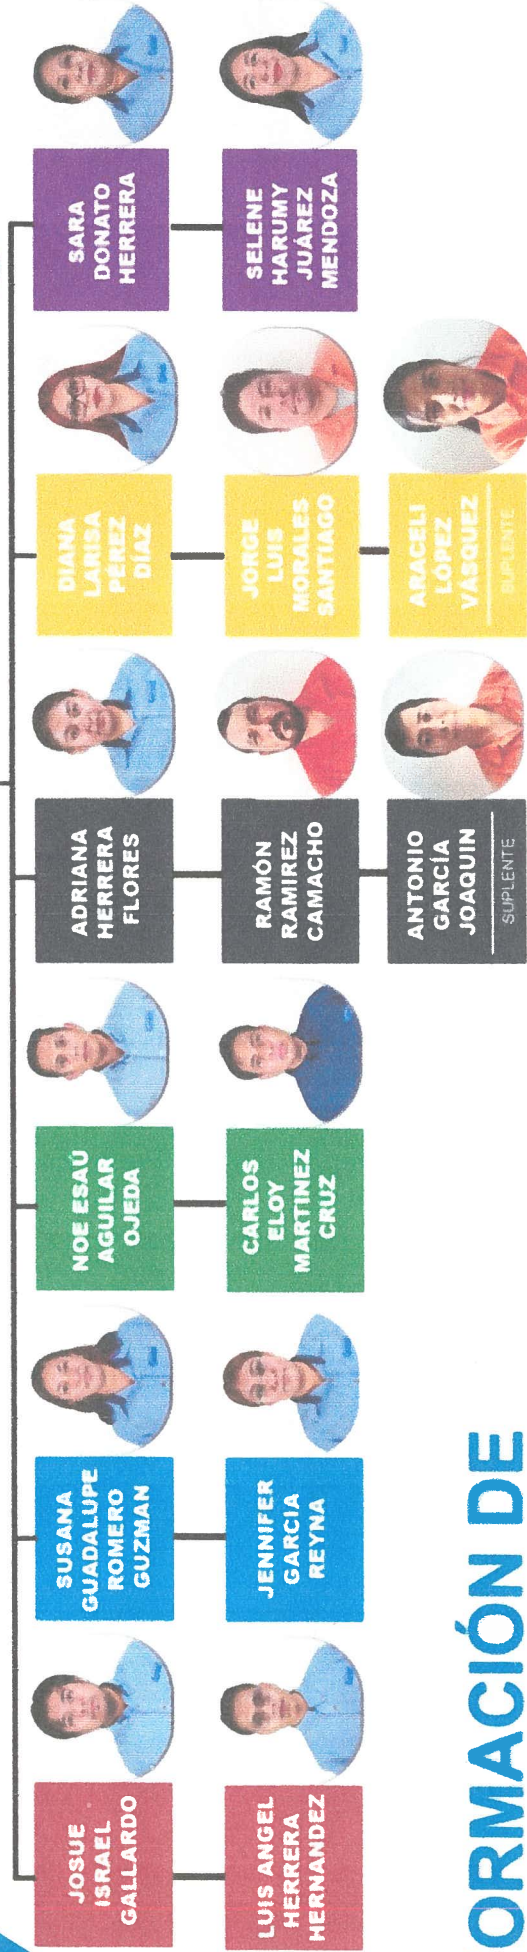 JOSUE
ISRAEL
GALLARDO
SUSANA
GUADALUPE
ROMERO
GUZMAN
NOE ESAÚ
AGUILAR
OJEDA
ADRIANA
HERRERA
FLORES
DIANA
LARISA
PÉREZ
DÍAZ
SARA
DONATO
HERRERA
LUIS ANGEL
HERRERA
HERNANDEZ
JENNIFER
GARCIA
REYNA
CARLOS
ELOY
MARTINEZ
CRUZ
RAMÓN
RAMIREZ
CAMACHO
JORGE
LUIS
MORALES
SANTIAGO
SELENE
HARUMY
JUÁREZ
MENDOZA
ANTONIO
GARCÍA
JOAQUIN
SUPLENTE
ARACELI
LÓPEZ
VÁSQUEZ
SUPLENTE
ORMACIÓN DE